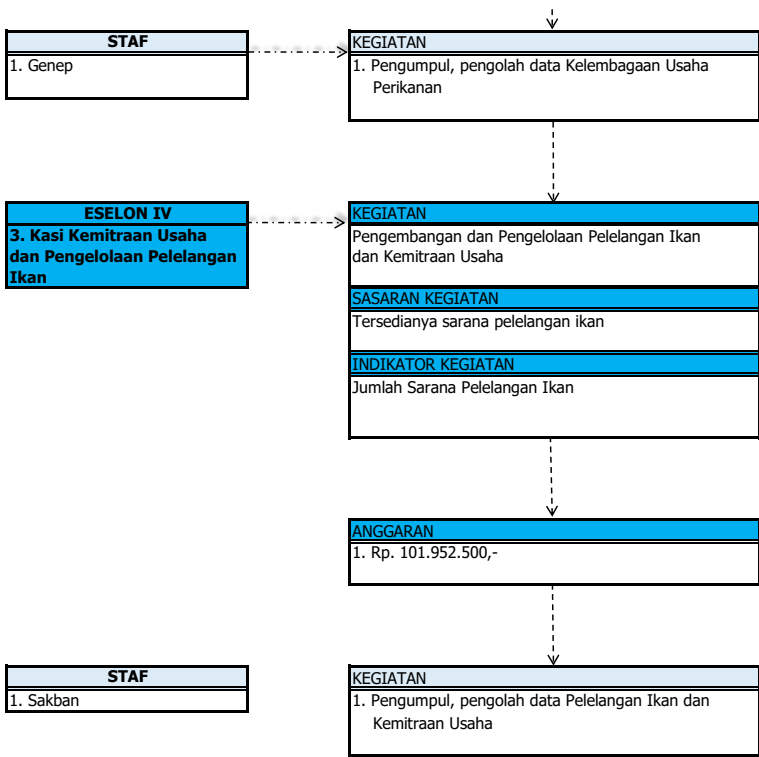 STAF
1. Genep
KEGIATAN
1. Pengumpul, pengolah data Kelembagaan Usaha
Perikanan
ESELON IV
3. Kasi Kemitraan Usaha
dan Pengelolaan Pelelangan
Ikan
KEGIATAN
Pengembangan dan Pengelolaan Pelelangan Ikan
dan Kemitraan Usaha
SASARAN KEGIATAN
Tersedianya sarana pelelangan ikan
INDIKATOR KEGIATAN
Jumlah Sarana Pelelangan Ikan
ANGGARAN
1. Rp. 101.952.500,-
STAF
1. Sakban
KEGIATAN
1. Pengumpul, pengolah data Pelelangan Ikan dan
Kemitraan Usaha